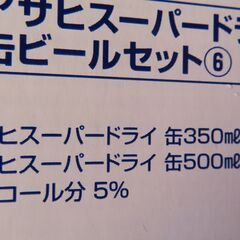 アサヒスーパード
缶ビールセット⑥
ヒスーパードライ 缶350㎖
ヒスーパードライ 缶500㎖
コール分 5%